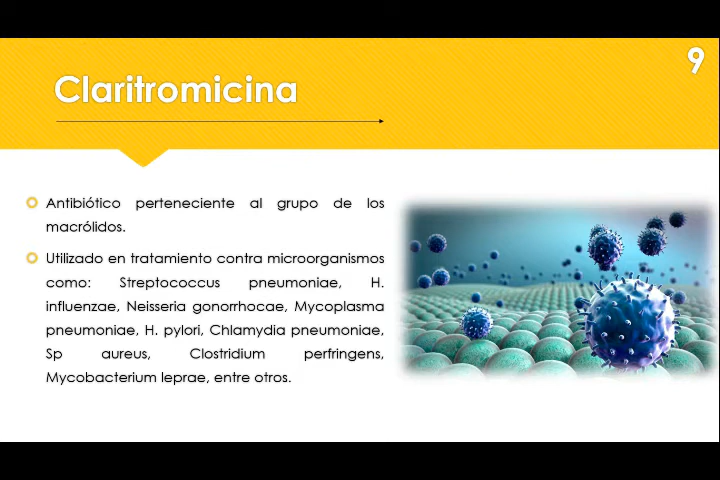 9
Claritromicina
Antibiótico perteneciente al grupo de los
macrólidos.
Utilizado en tratamiento contra microorganismos
como: Streptococcus pneumoniae, H.
influenzae, Neisseria gonorrhocae, Mycoplasma
pneumoniae, H. pylori, Chlamydia pneumoniae,
Sp aureus, Clostridium perfringens,
Mycobacterium leprae, entre otros.